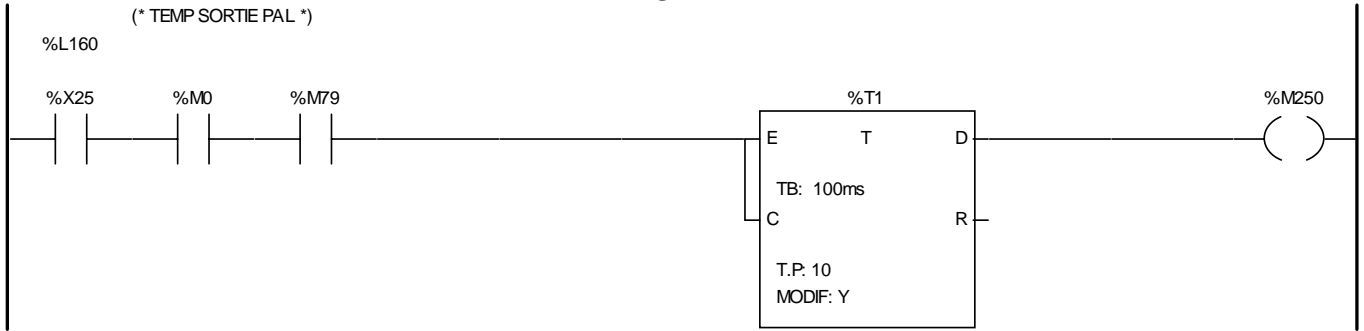 (* TEMP SORTIE PAL *)
%L160
%X25 %M0 %M79 %T1 %M250
E T D
TB: 100ms
C R
T.P: 10
MODIF: Y